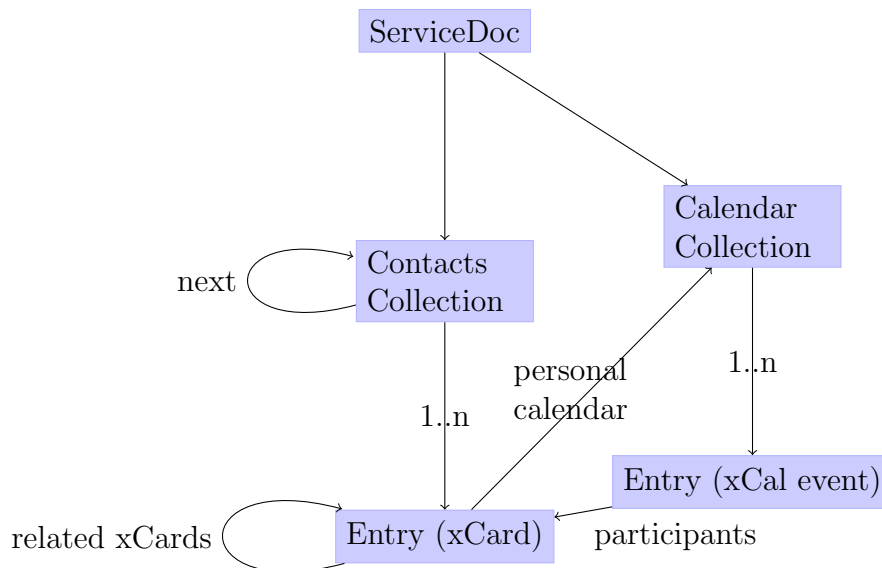 ServiceDoc
Calendar
Collection
next
Contacts
Collection
personal
calendar
1..n
1..n
Entry (xCal event)
related xCards
Entry (xCard)
participants